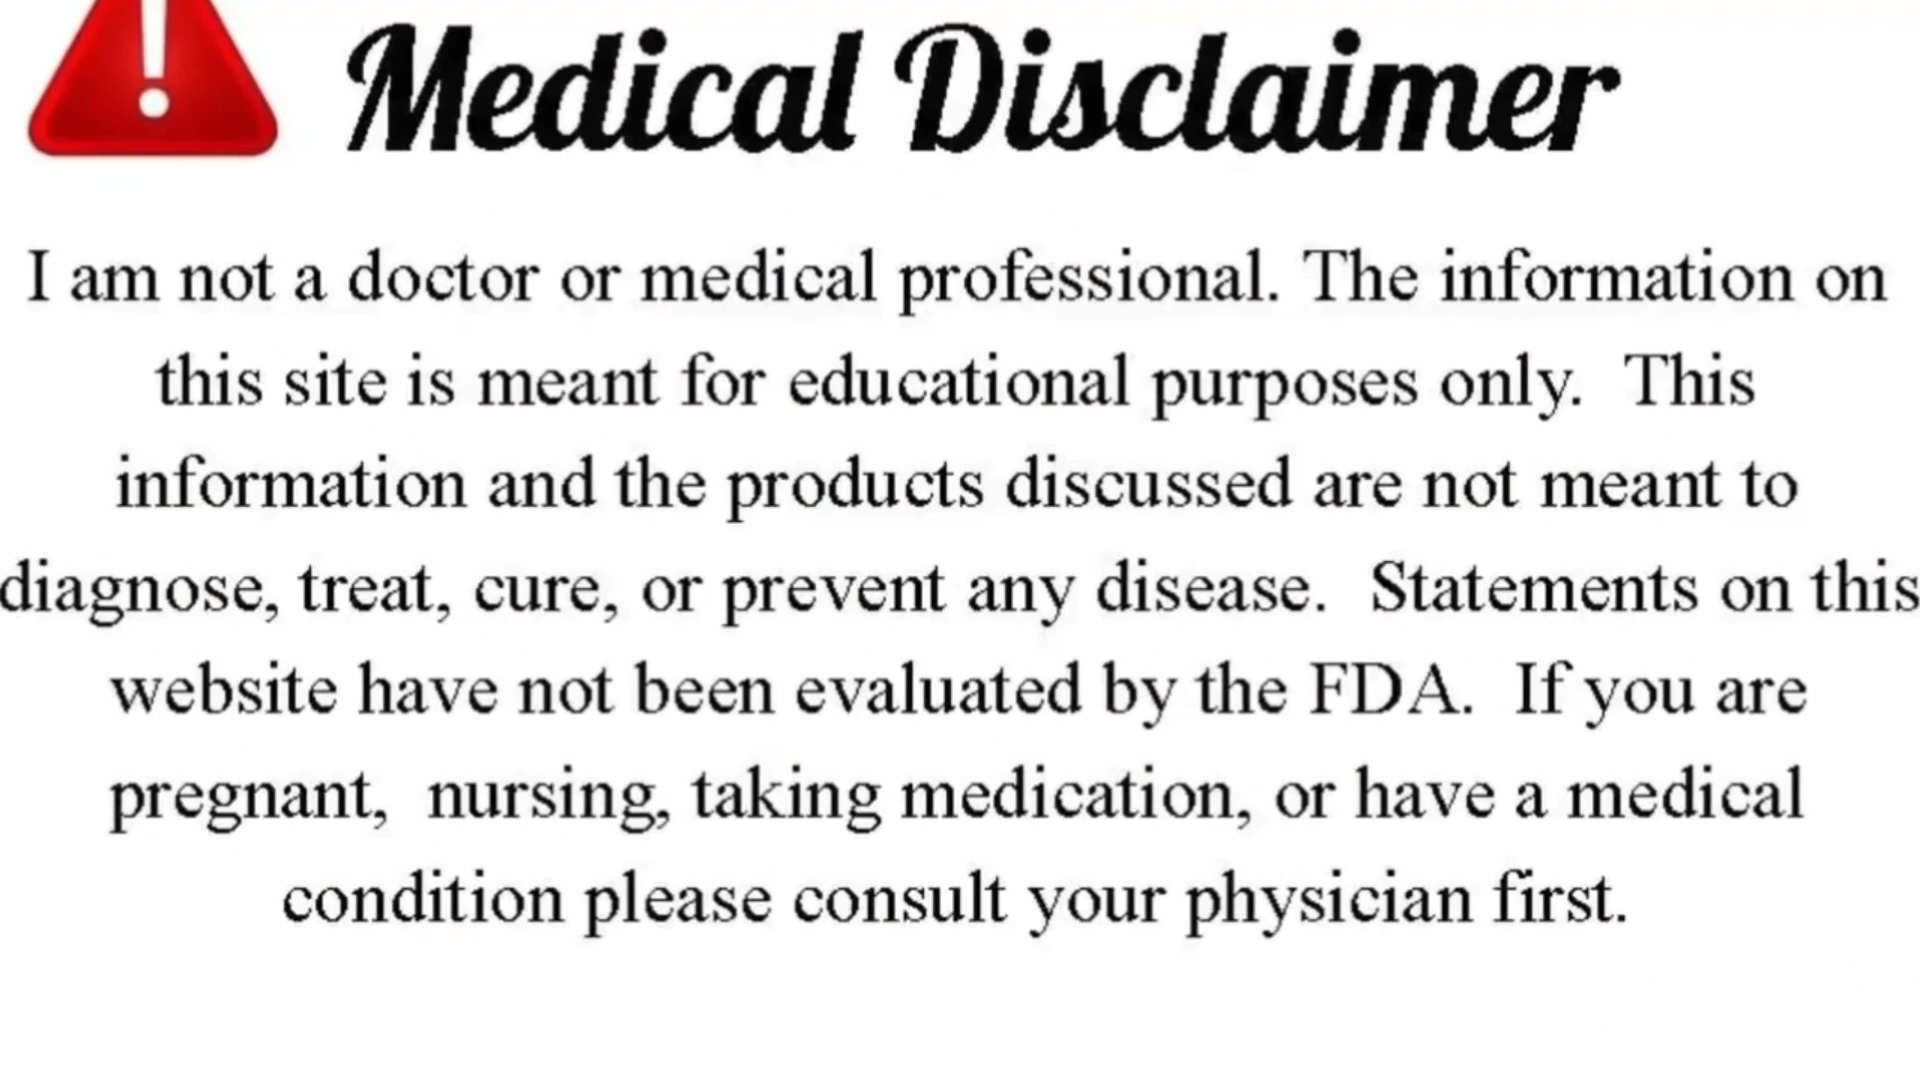 Medical Disclaimer
I am not a doctor or medical professional. The information on
this site is meant for educational purposes only.  This
information and the products discussed are not meant to
diagnose, treat, cure, or prevent any disease.  Statements on this
website have not been evaluated by the FDA.  If you are
pregnant,  nursing, taking medication, or have a medical
condition please consult your physician first.